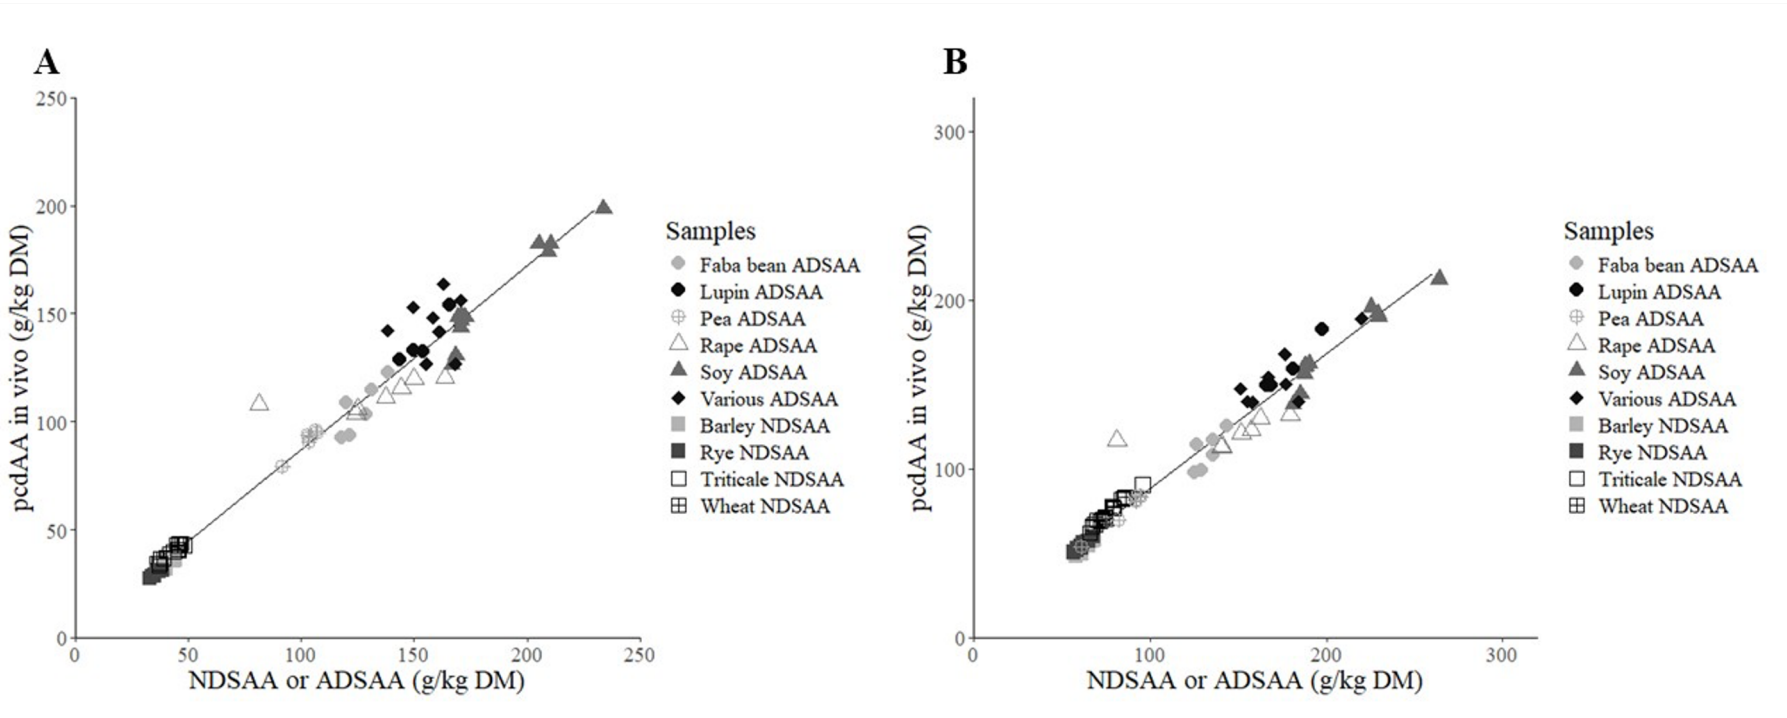 A
250
200
150
100
50
0
0 50 100 150 200 250
pcdAA in vivo (g/kg DM)
NDSAA or ADSAA (g/kg DM)
Samples
Faba bean ADSAA
Lupin ADSAA
Pea ADSAA
Rape ADSAA
Soy ADSAA
Various ADSAA
Barley NDSAA
Rye NDSAA
Triticale NDSAA
Wheat NDSAA
B
300
200
100
0
0 100 200 300
pcdAA in vivo (g/kg DM)
NDSAA or ADSAA (g/kg DM)
Samples
Faba bean ADSAA
Lupin ADSAA
Pea ADSAA
Rape ADSAA
Soy ADSAA
Various ADSAA
Barley NDSAA
Rye NDSAA
Triticale NDSAA
Wheat NDSAA